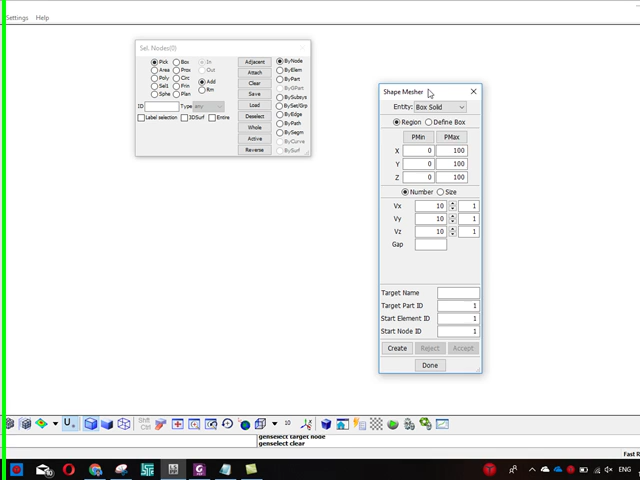 Settings Help
Sel. Nodes(0)
Pick Box In Adjacent ByNode
Area Prox Out Attach ByElem
Poly Circ Add Clear ByPart
Sel1 Frin Rm Save ByGPart
Sphe Plan Load BySubsys
ID Type any Deselect BySet/Grp
Label selection 3DSurf Entire Whole ByEdge
Active ByPath
Reverse BySegm
ByCurve
BySurf
Shape Mesher
Entity: Box Solid
Region Define Box
PMin PMax
X 0 100
Y 0 100
Z 0 100
Number Size
Vx 10 1
Vy 10 1
Vz 10 1
Gap
Target Name
Target Part ID 1
Start Element ID 1
Start Node ID 1
Create Reject Accept
Done
Shft
Ctrl
10
genselect target node
genselect clear
Fast R
ENG